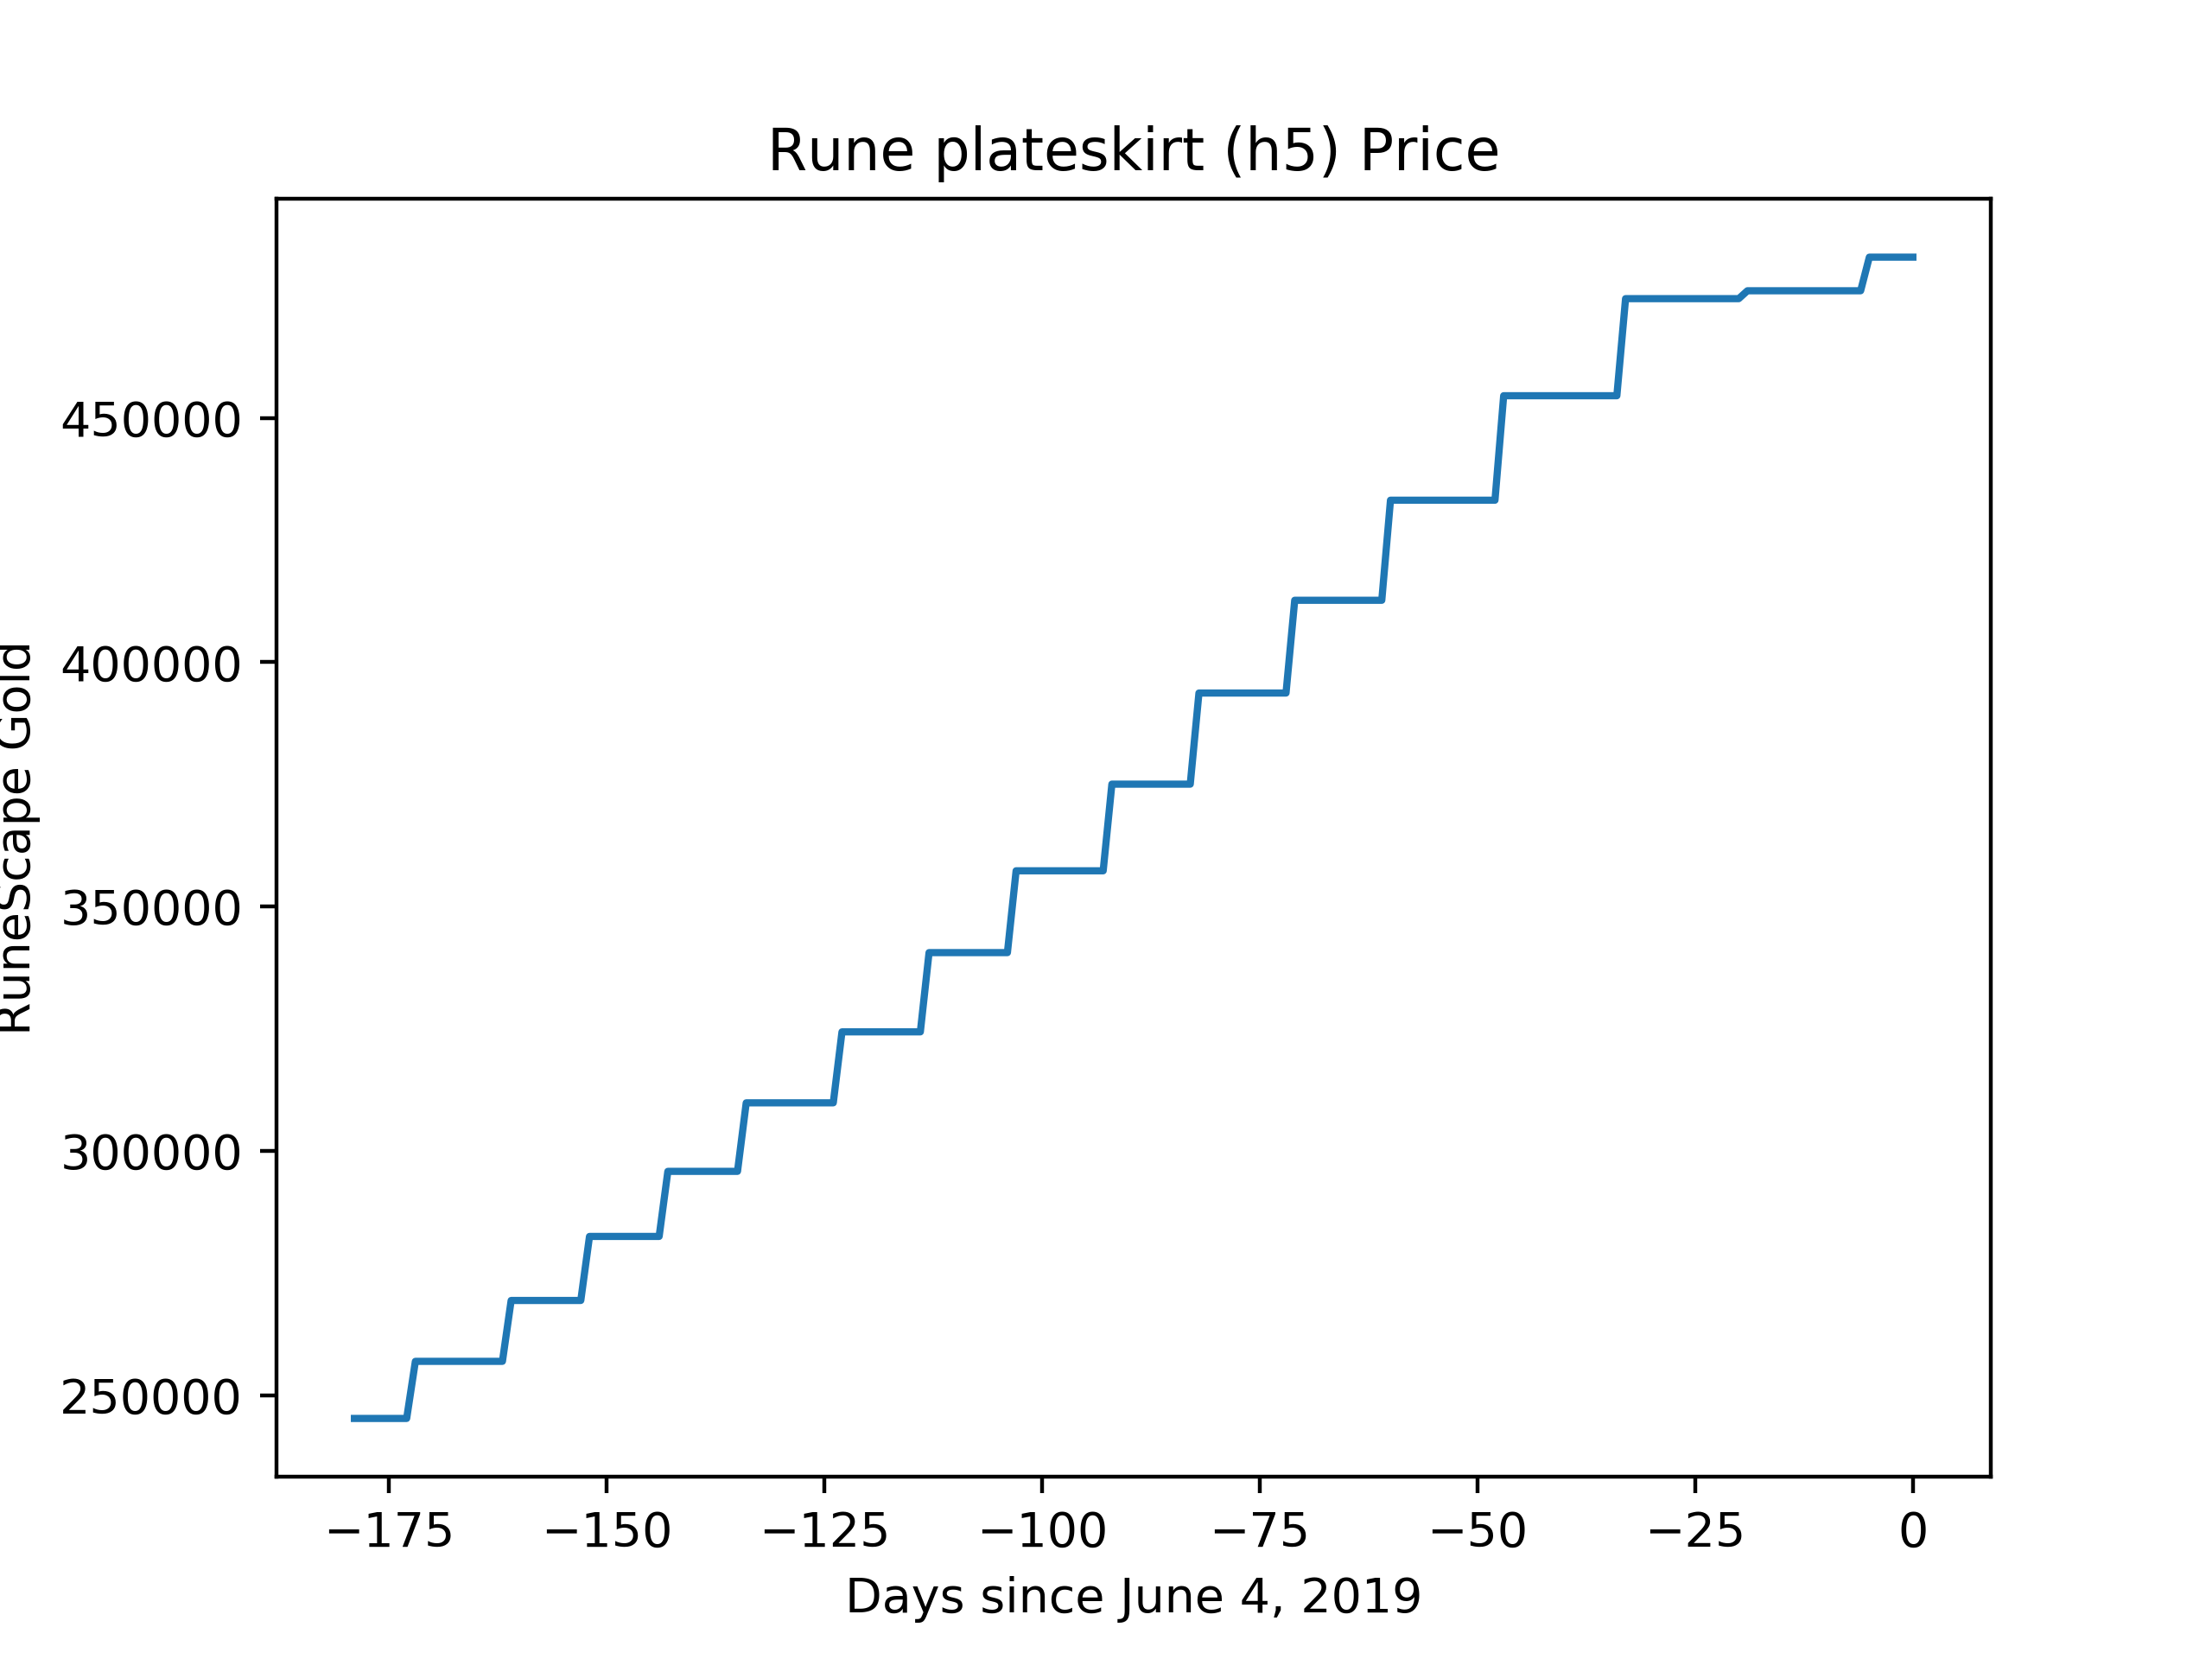 Rune plateskirt (h5) Price
RuneScape Gold
450000
400000
350000
300000
250000
−175 −150 −125 −100 −75 −50 −25 0
Days since June 4, 2019